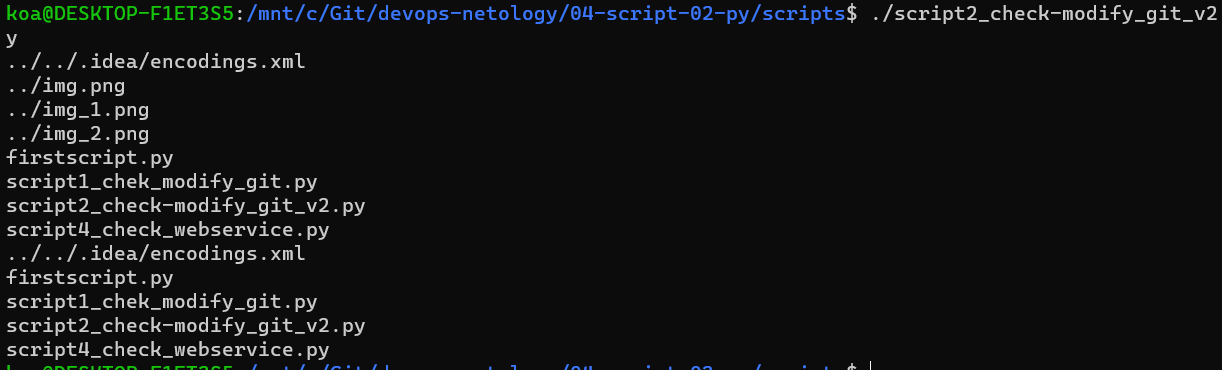 koa@DESKTOP-F1ET3S5:/mnt/c/Git/devops-netology/04-script-02-py/scripts$ ./script2_check-modify_git_v2
y
../../.idea/encodings.xml
../img.png
../img_1.png
../img_2.png
firstscript.py
script1_chek_modify_git.py
script2_check-modify_git_v2.py
script4_check_webservice.py
../../.idea/encodings.xml
firstscript.py
script1_chek_modify_git.py
script2_check-modify_git_v2.py
script4_check_webservice.py